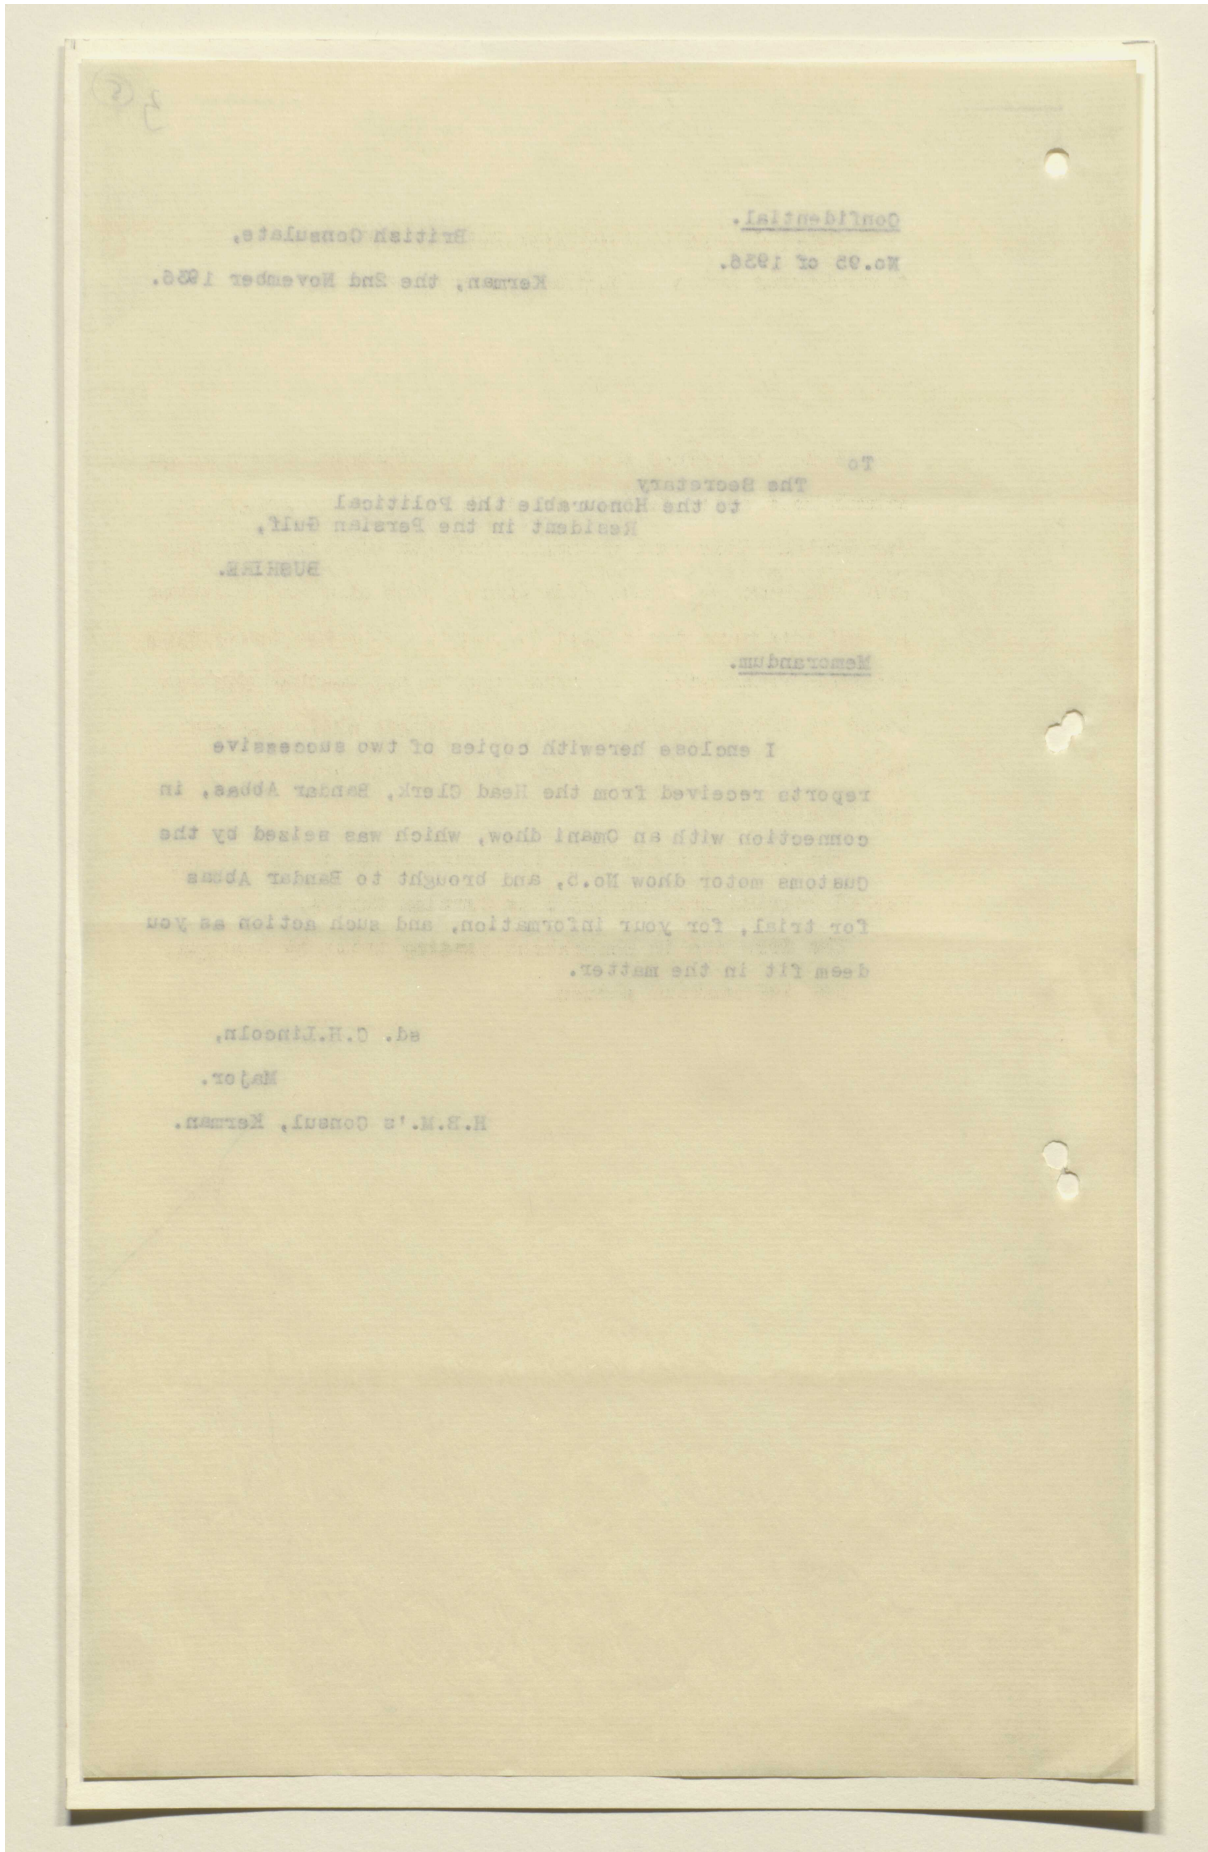 Confidential.
No.95 of 1936.
British Consulate,
Kerman, the 2nd November 1936.
To
The Secretary
to the Honourable the Political
Resident in the Persian Gulf,
BUSHIRE.
Memorandum.
I enclose herewith copies of two successive
reports received from the Head Clerk, Bandar Abbas, in
connection with an Omani dhow, which was seized by the
Customs motor dhow No.5, and brought to Bandar Abbas
for trial, for your information, and such action as you
deem fit in the matter.
sd. C.H.Lincoln,
Major.
H.B.M.'s Consul, Kerman.